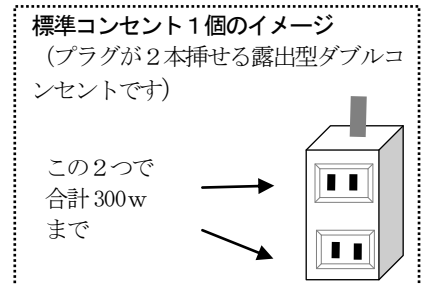 標準コンセント１個のイメージ
（プラグが２本挿せる露出型ダブルコ
ンセントです）
この２つで
合計300ｗ
まで